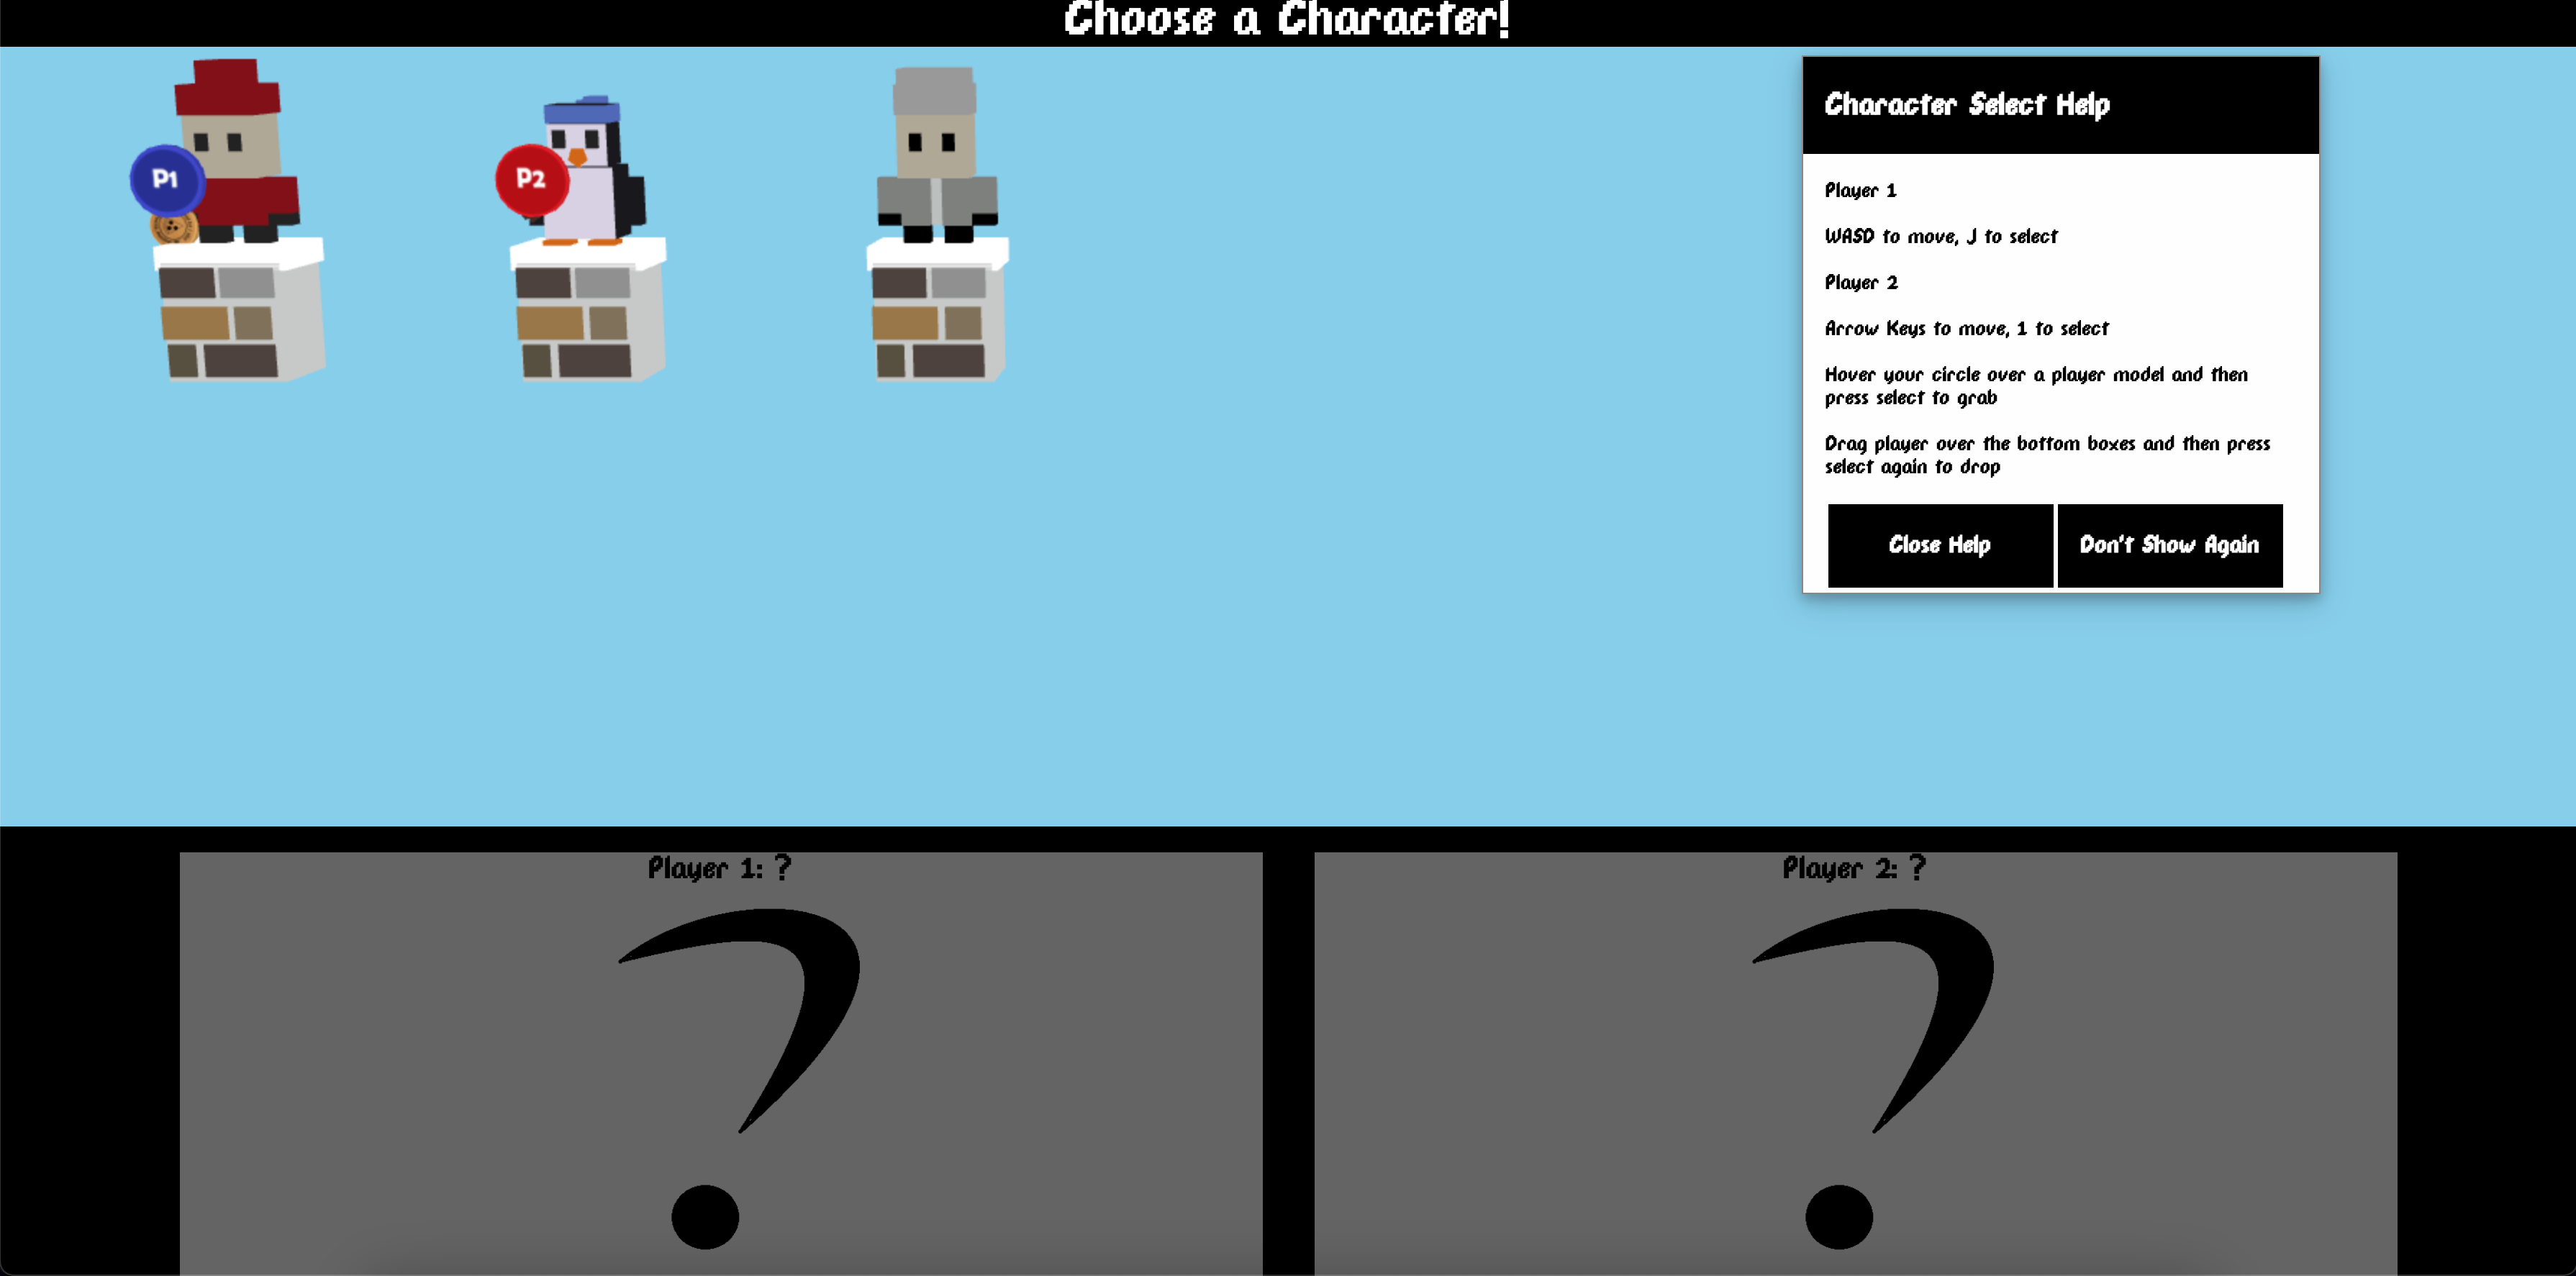 Choose a Character!
P1
P2
Character Select Help
Player 1
WASD to move, J to select
Player 2
Arrow Keys to move, 1 to select
Hover your circle over a player model and then
press select to grab
Drag player over the bottom boxes and then press
select again to drop
Close Help
Don't Show Again
Player 1: ?
Player 2: ?
?
?